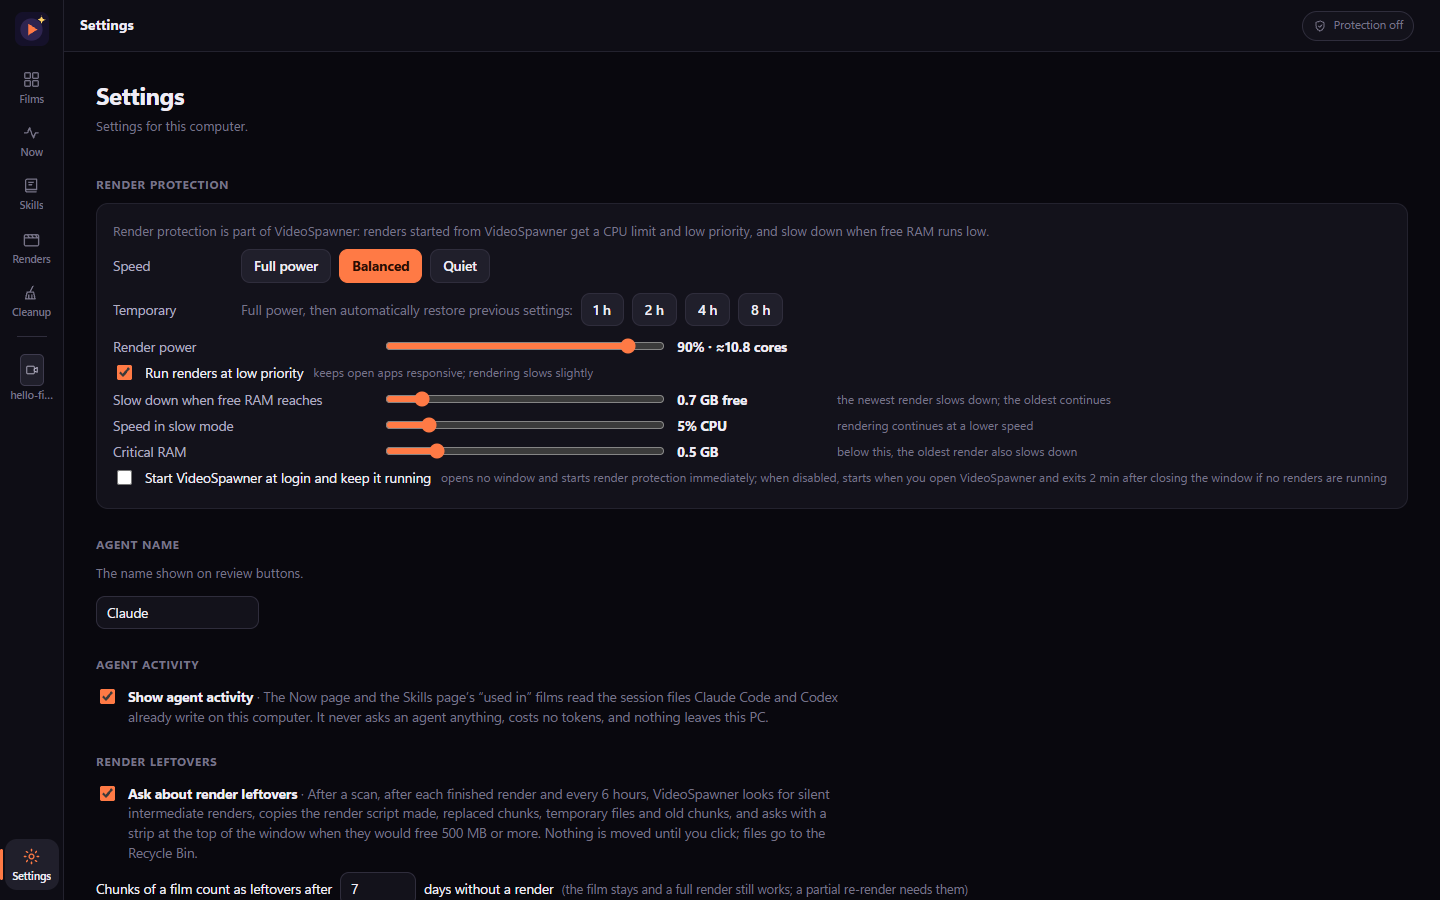 Settings
Protection off
Films
Now
Skills
Renders
Cleanup
hello-fi...
Settings
Settings
Settings for this computer.
RENDER PROTECTION
Render protection is part of VideoSpawner: renders started from VideoSpawner get a CPU limit and low priority, and slow down when free RAM runs low.
Speed Full power Balanced Quiet
Temporary Full power, then automatically restore previous settings: 1 h 2 h 4 h 8 h
Render power 90% · ≈10.8 cores
Run renders at low priority keeps open apps responsive; rendering slows slightly
Slow down when free RAM reaches 0.7 GB free the newest render slows down; the oldest continues
Speed in slow mode 5% CPU rendering continues at a lower speed
Critical RAM 0.5 GB below this, the oldest render also slows down
Start VideoSpawner at login and keep it running opens no window and starts render protection immediately; when disabled, starts when you open VideoSpawner and exits 2 min after closing the window if no renders are running
AGENT NAME
The name shown on review buttons.
Claude
AGENT ACTIVITY
Show agent activity · The Now page and the Skills page's “used in” films read the session files Claude Code and Codex
already write on this computer. It never asks an agent anything, costs no tokens, and nothing leaves this PC.
RENDER LEFTOVERS
Ask about render leftovers · After a scan, after each finished render and every 6 hours, VideoSpawner looks for silent
intermediate renders, copies the render script made, replaced chunks, temporary files and old chunks, and asks with a
strip at the top of the window when they would free 500 MB or more. Nothing is moved until you click; files go to the
Recycle Bin.
Chunks of a film count as leftovers after 7 days without a render (the film stays and a full render still works; a partial re-render needs them)